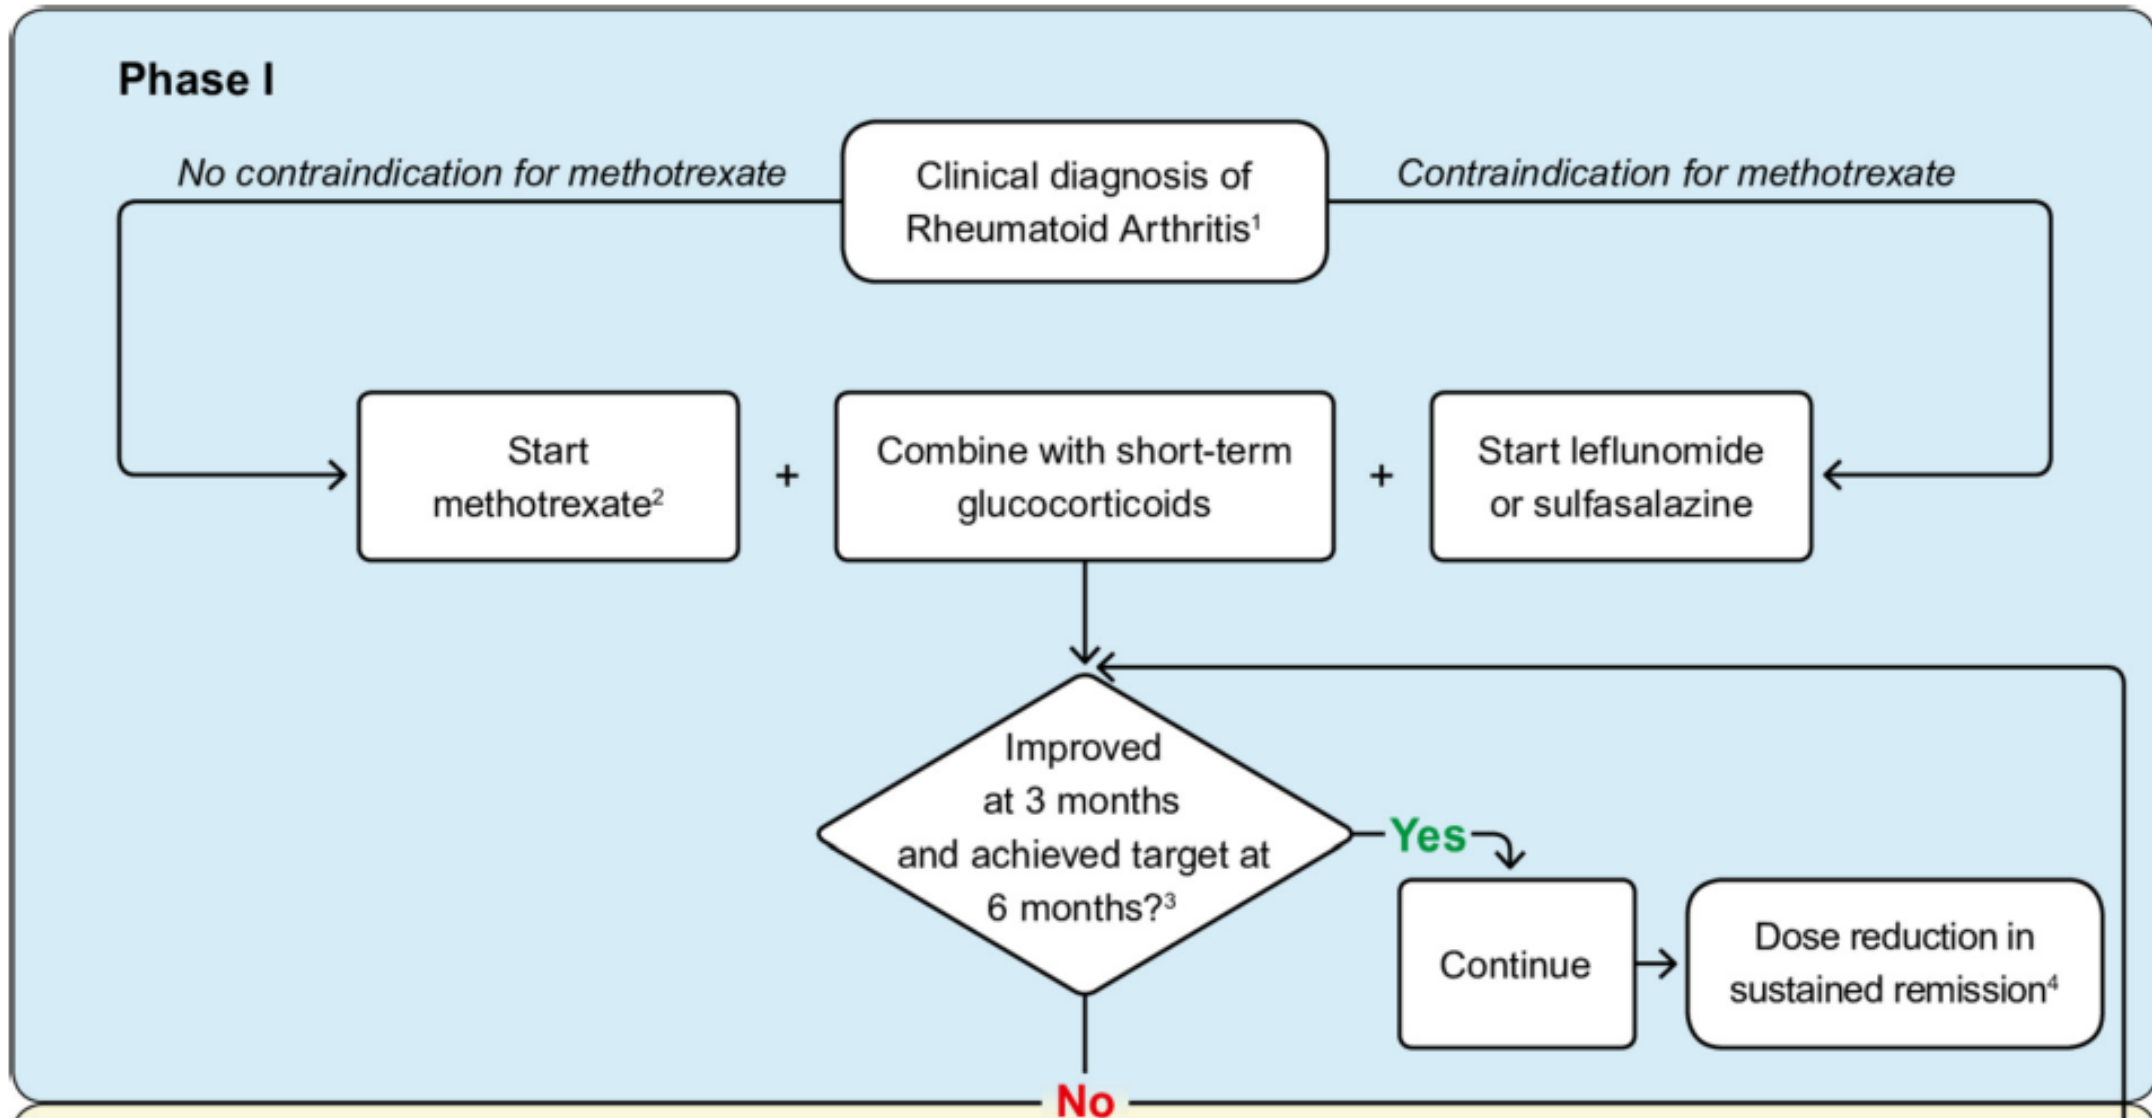 Phase I
No contraindication for methotrexate
Clinical diagnosis of
Rheumatoid Arthritis¹
Contraindication for methotrexate
Start
methotrexate²
+
Combine with short-term
glucocorticoids
+
Start leflunomide
or sulfasalazine
Improved
at 3 months
and achieved target at
6 months?³
Yes
Continue
Dose reduction in
sustained remission⁴
No